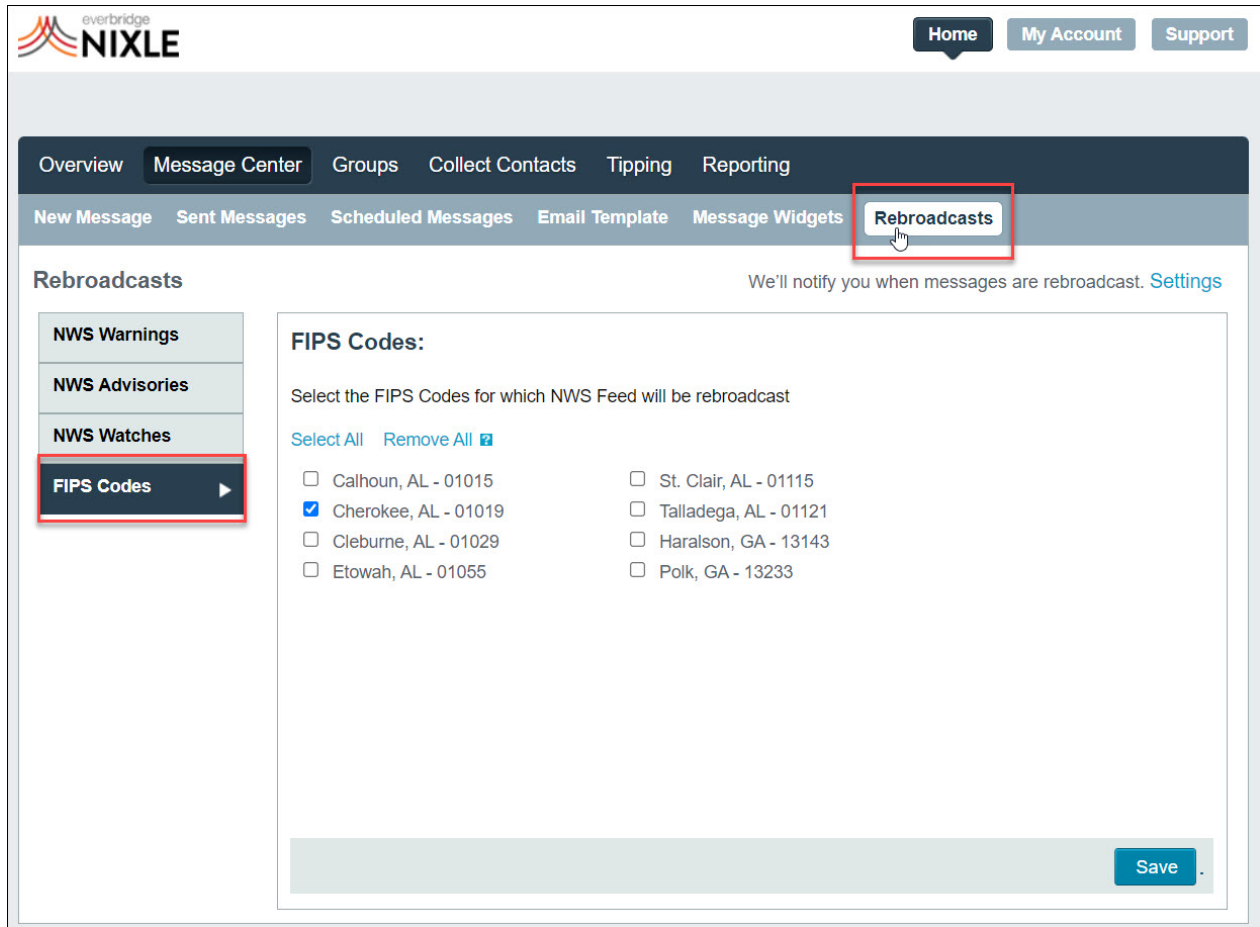 everbridge
NIXLE
Home My Account Support
Overview Message Center Groups Collect Contacts Tipping Reporting
New Message Sent Messages Scheduled Messages Email Template Message Widgets Rebroadcasts
Rebroadcasts
We'll notify you when messages are rebroadcast. Settings
NWS Warnings
NWS Advisories
NWS Watches
FIPS Codes
FIPS Codes:
Select the FIPS Codes for which NWS Feed will be rebroadcast
Select All Remove All ?
Calhoun, AL - 01015
Cherokee, AL - 01019
Cleburne, AL - 01029
Etowah, AL - 01055
St. Clair, AL - 01115
Talladega, AL - 01121
Haralson, GA - 13143
Polk, GA - 13233
Save .